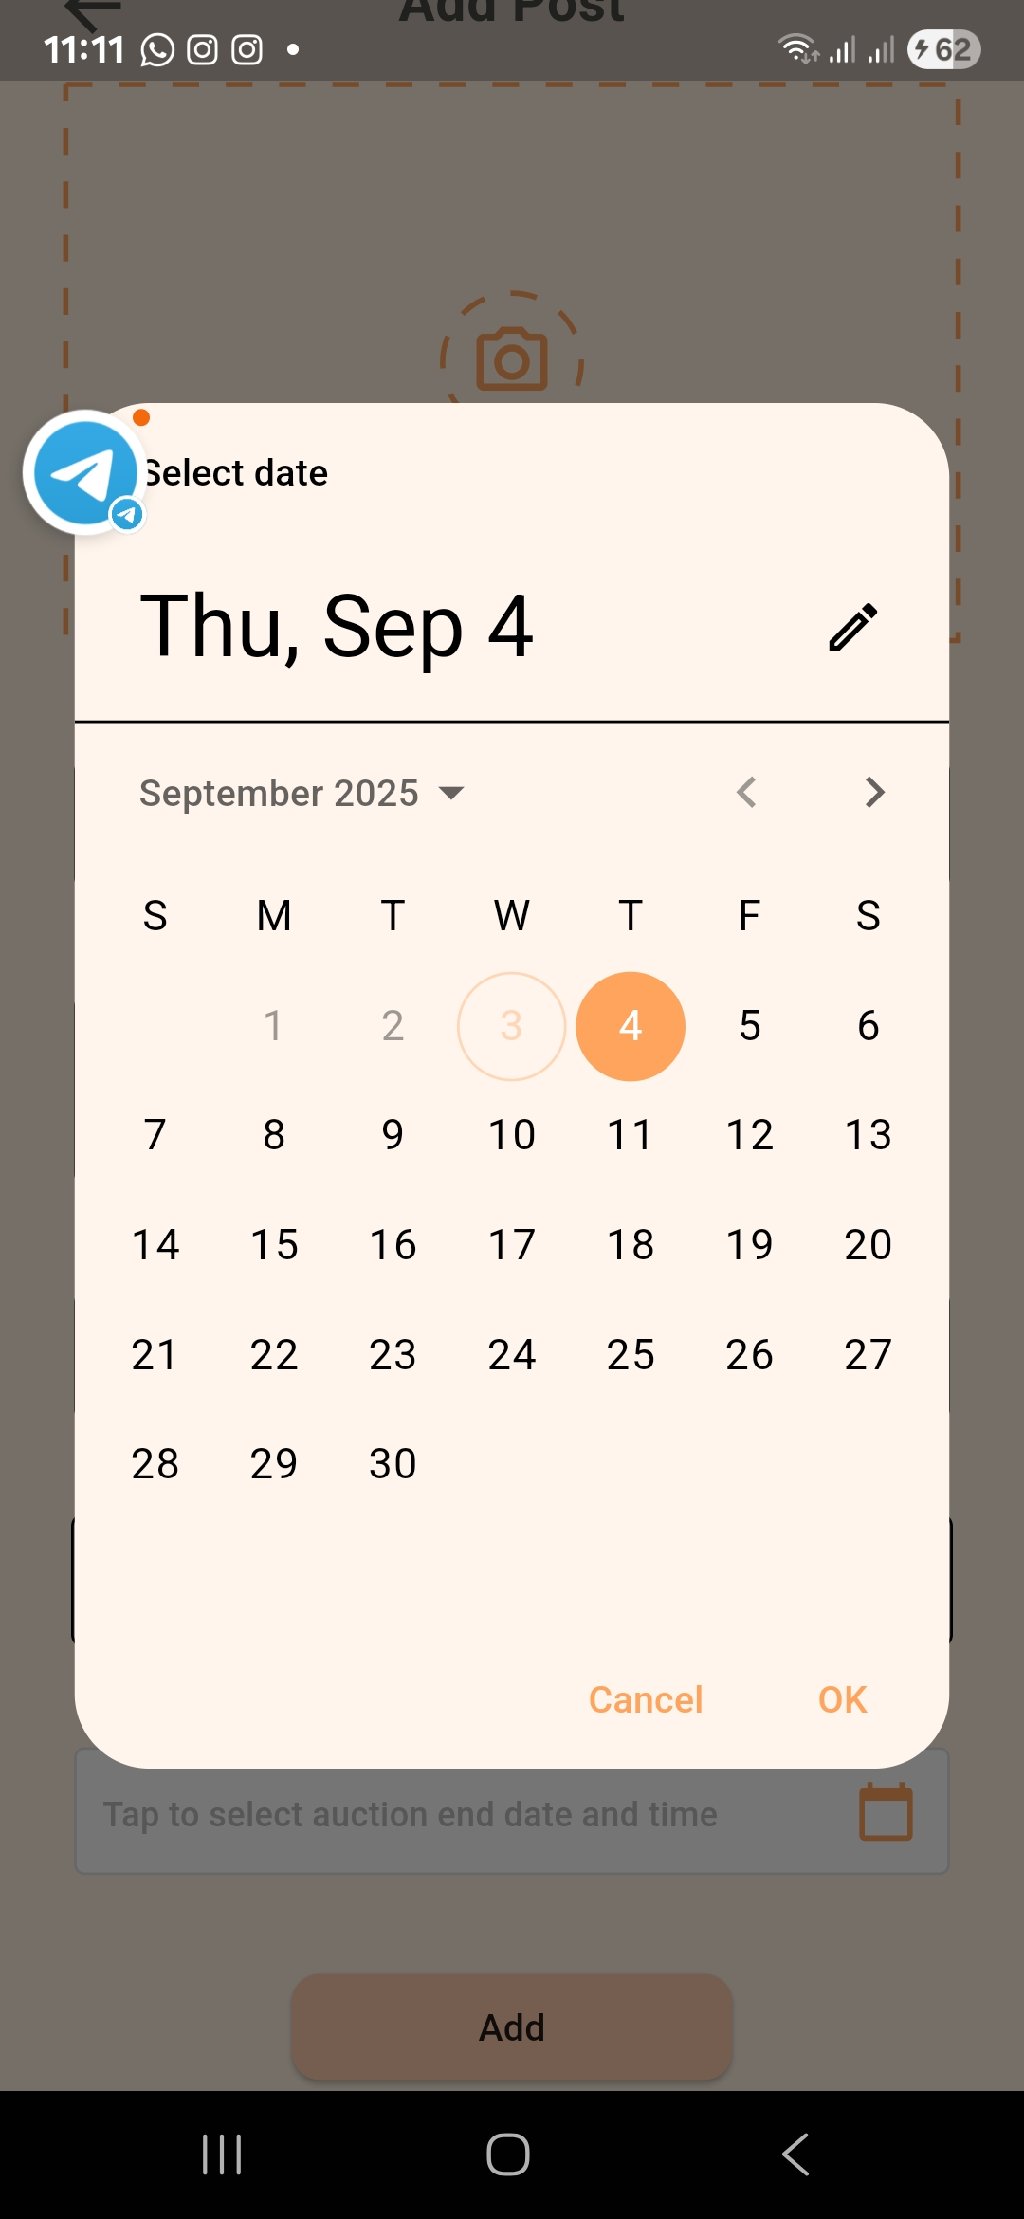 Add Post
11:11
62
Select date
Thu, Sep 4
September 2025
S M T W T F S
1 2 3 4 5 6
7 8 9 10 11 12 13
14 15 16 17 18 19 20
21 22 23 24 25 26 27
28 29 30
Cancel OK
Tap to select auction end date and time
Add